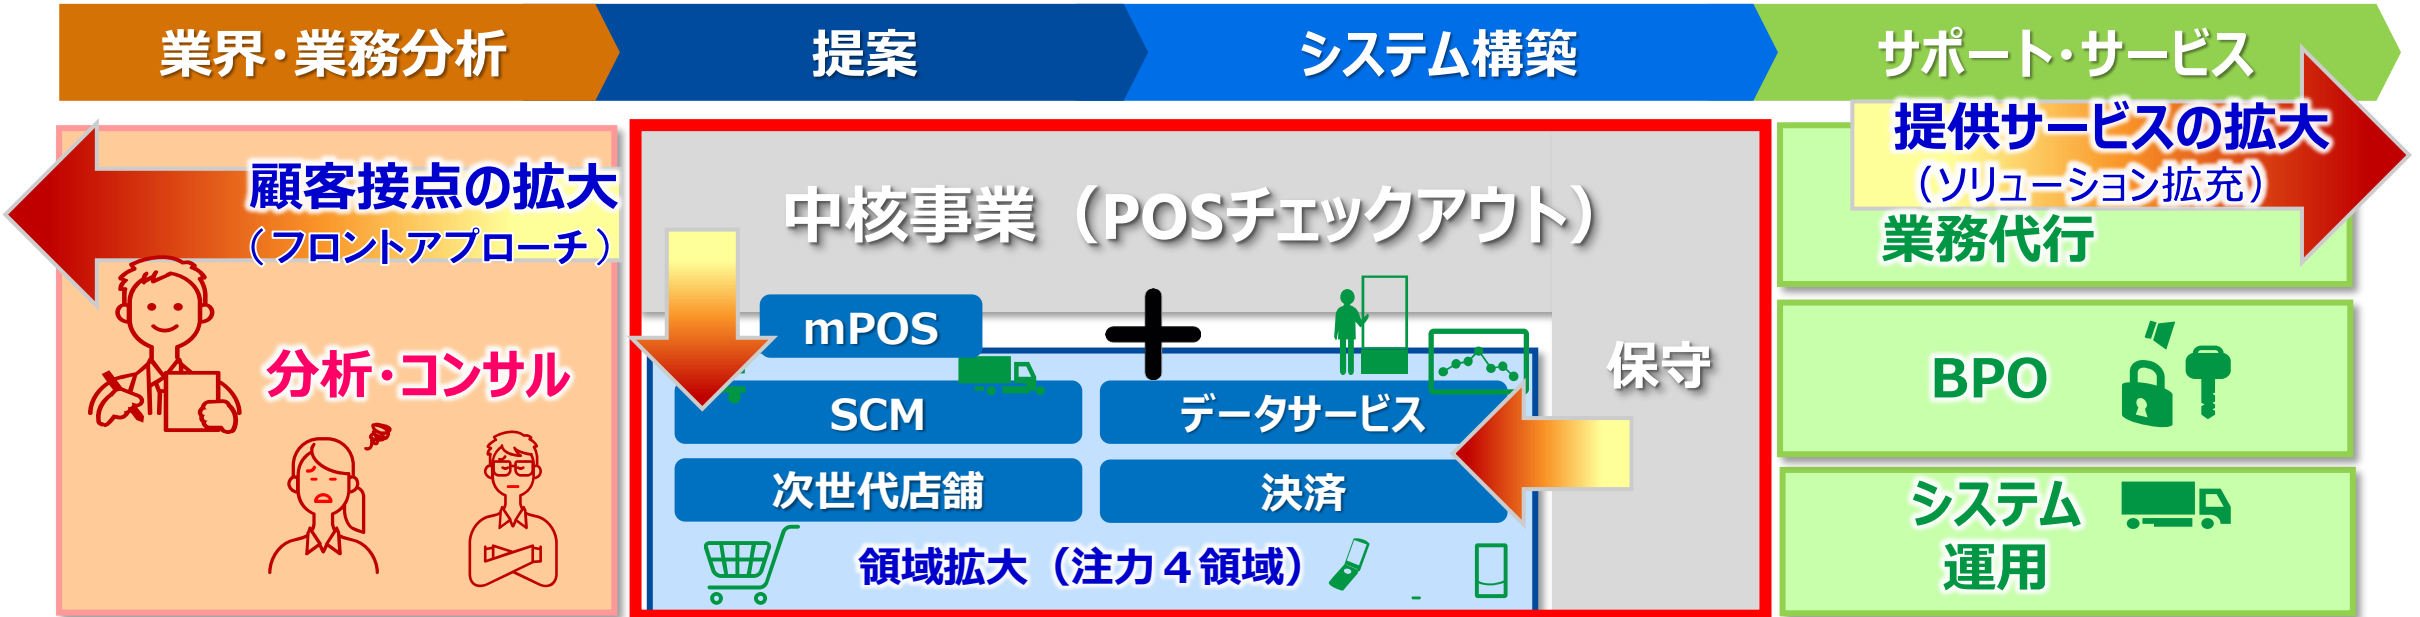 業界・業務分析
提案
システム構築
サポート・サービス
顧客接点の拡大
（フロントアプローチ）
分析・コンサル
中核事業（POSチェックアウト）
mPOS
SCM
データサービス
次世代店舗
決済
領域拡大（注力４領域）
保守
提供サービスの拡大
（ソリューション拡充）
業務代行
BPO
システム
運用